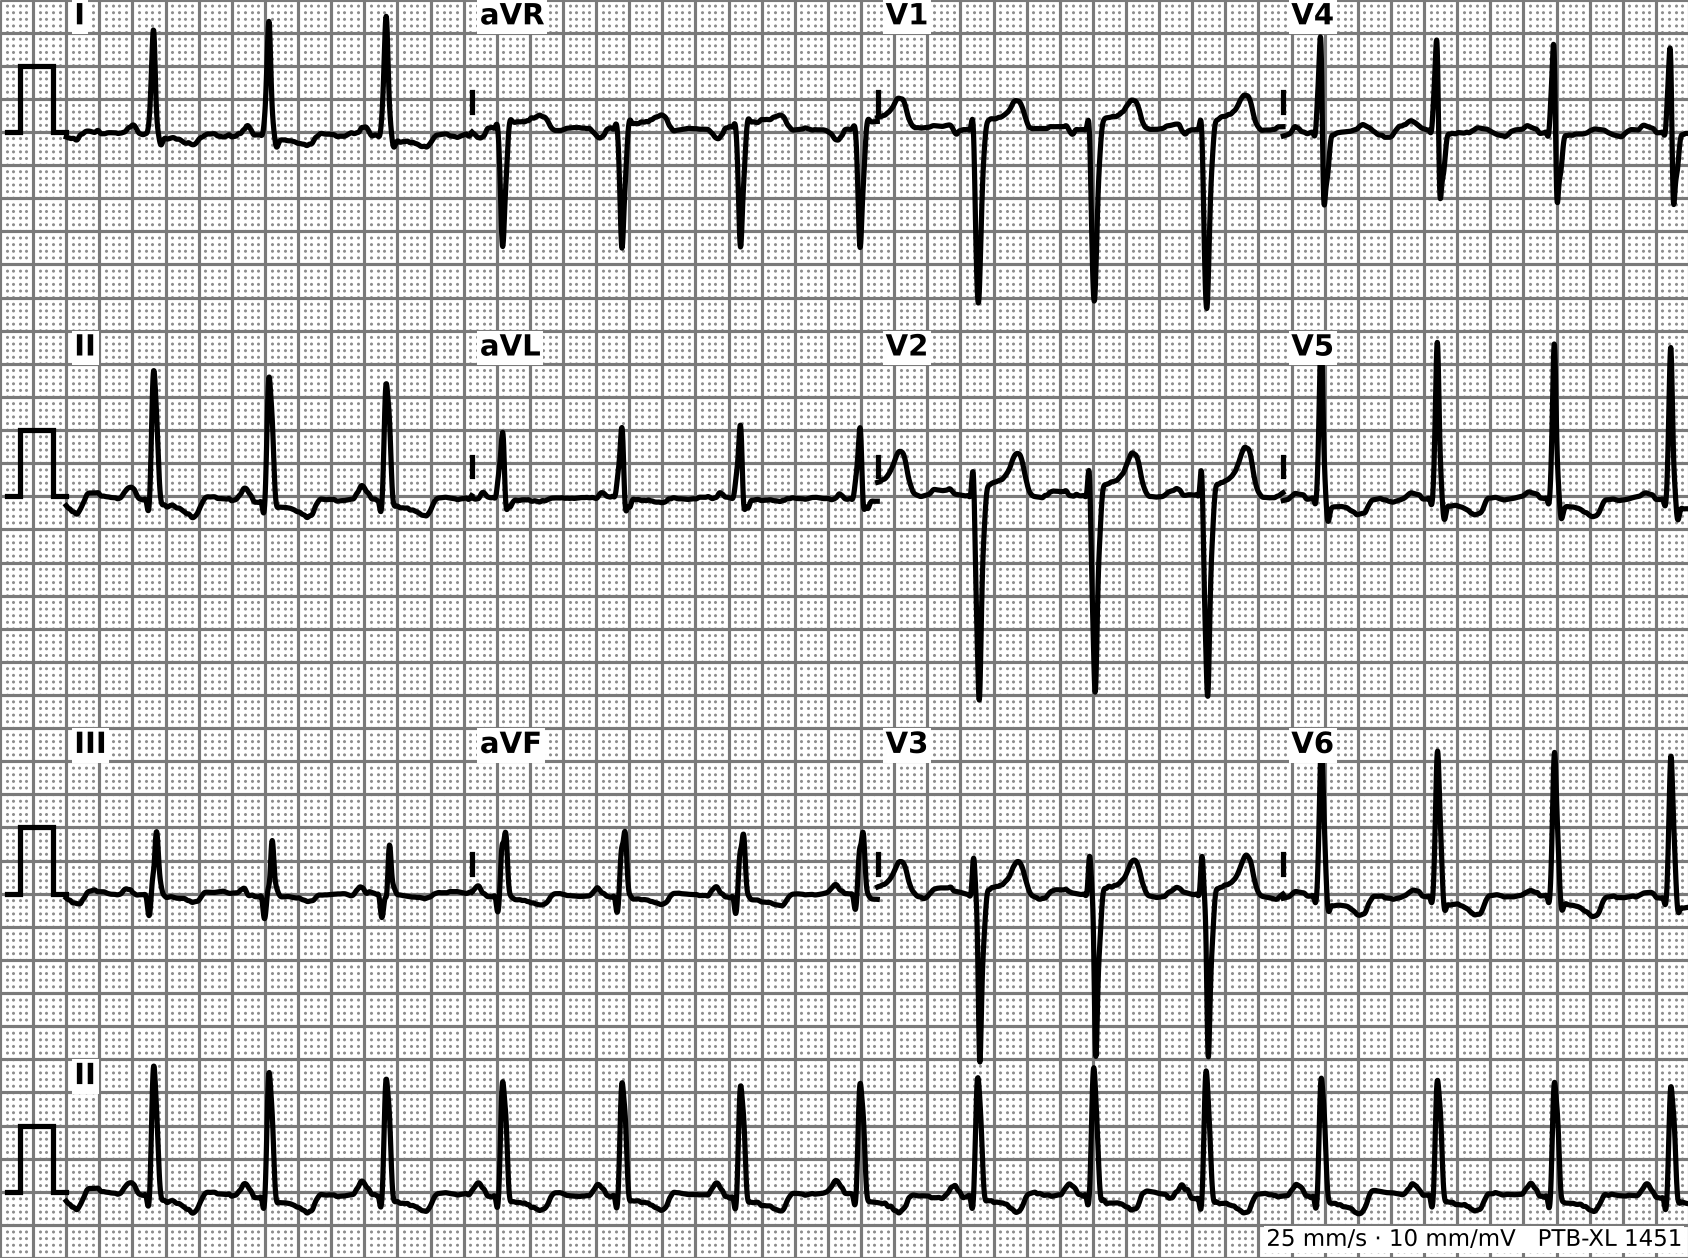 I aVR V1 V4
II aVL V2 V5
III aVF V3 V6
II
25 mm/s · 10 mm/mV PTB-XL 1451